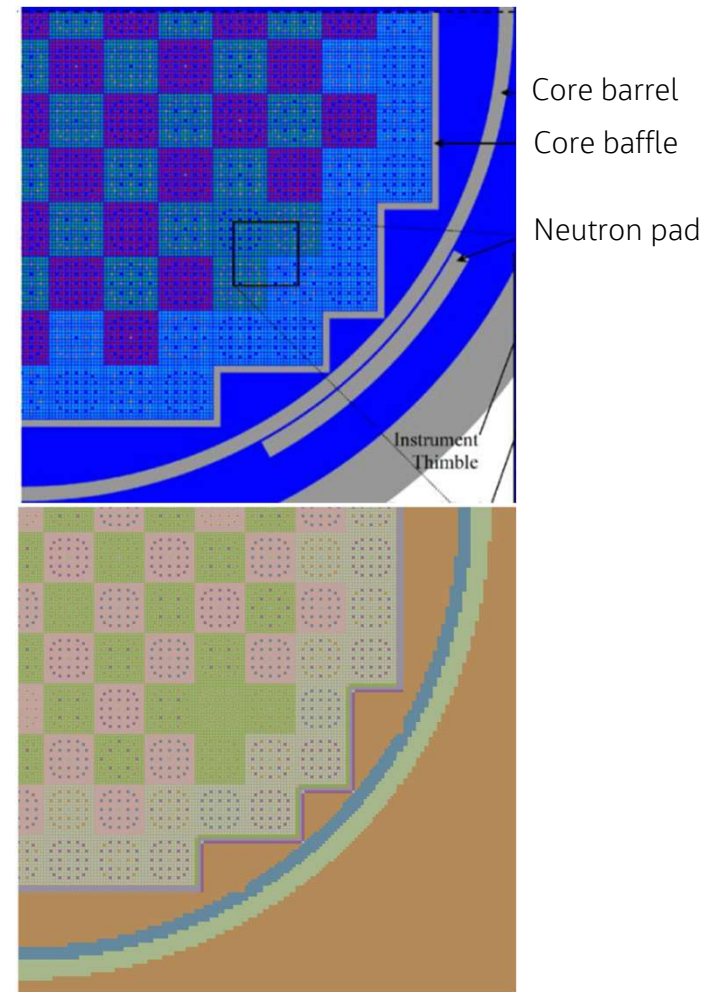 Core barrel
Core baffle
Neutron pad
Instrument
Thimble